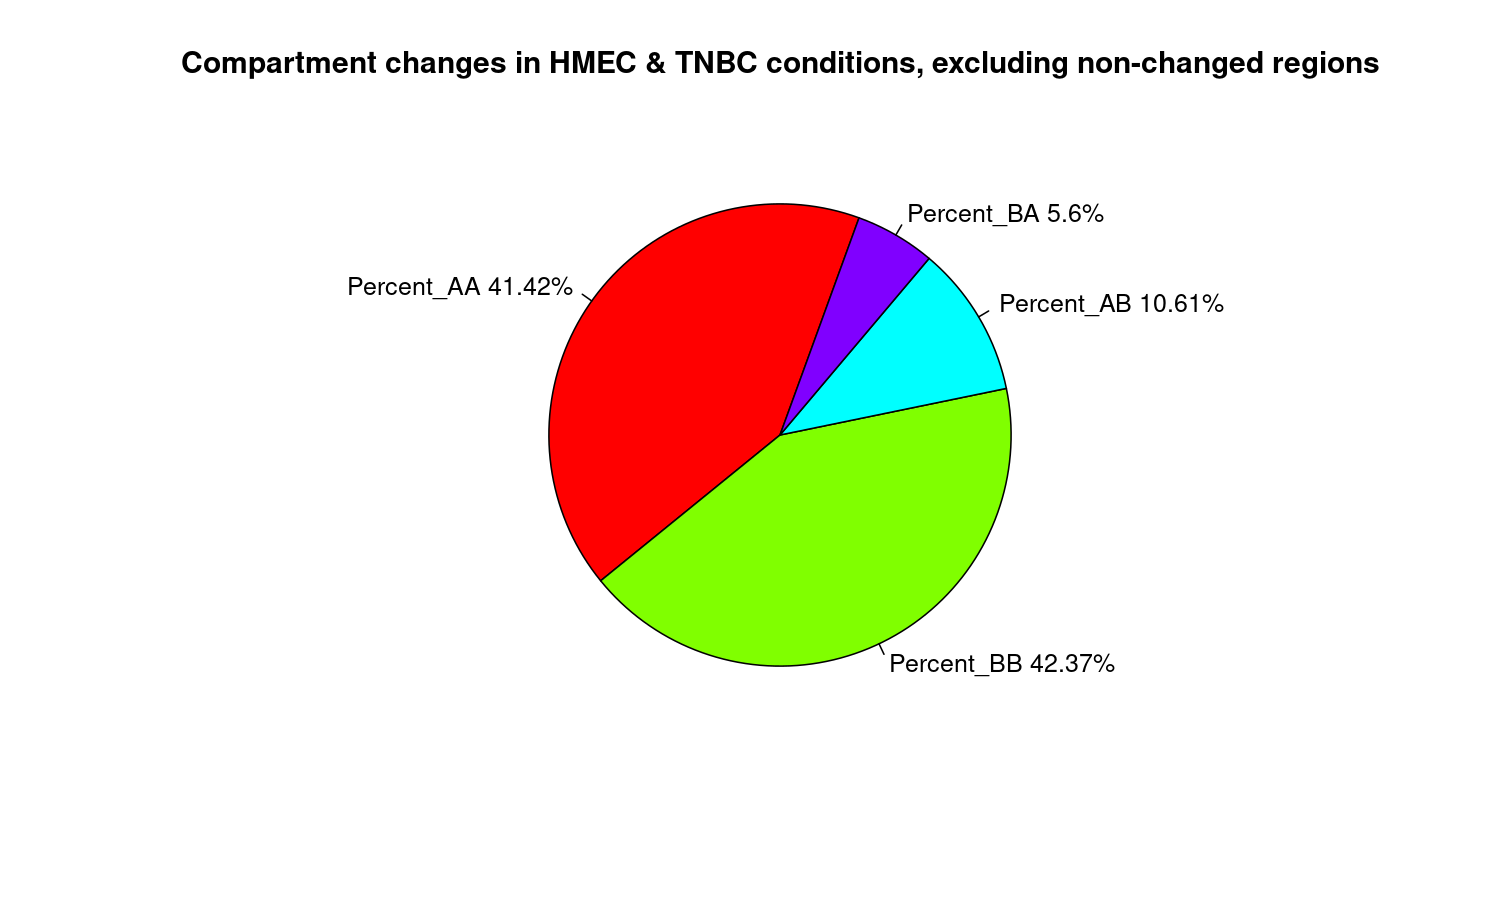 Compartment changes in HMEC & TNBC conditions, excluding non-changed regions
Percent_BA 5.6%
Percent_AA 41.42%
Percent_AB 10.61%
Percent_BB 42.37%